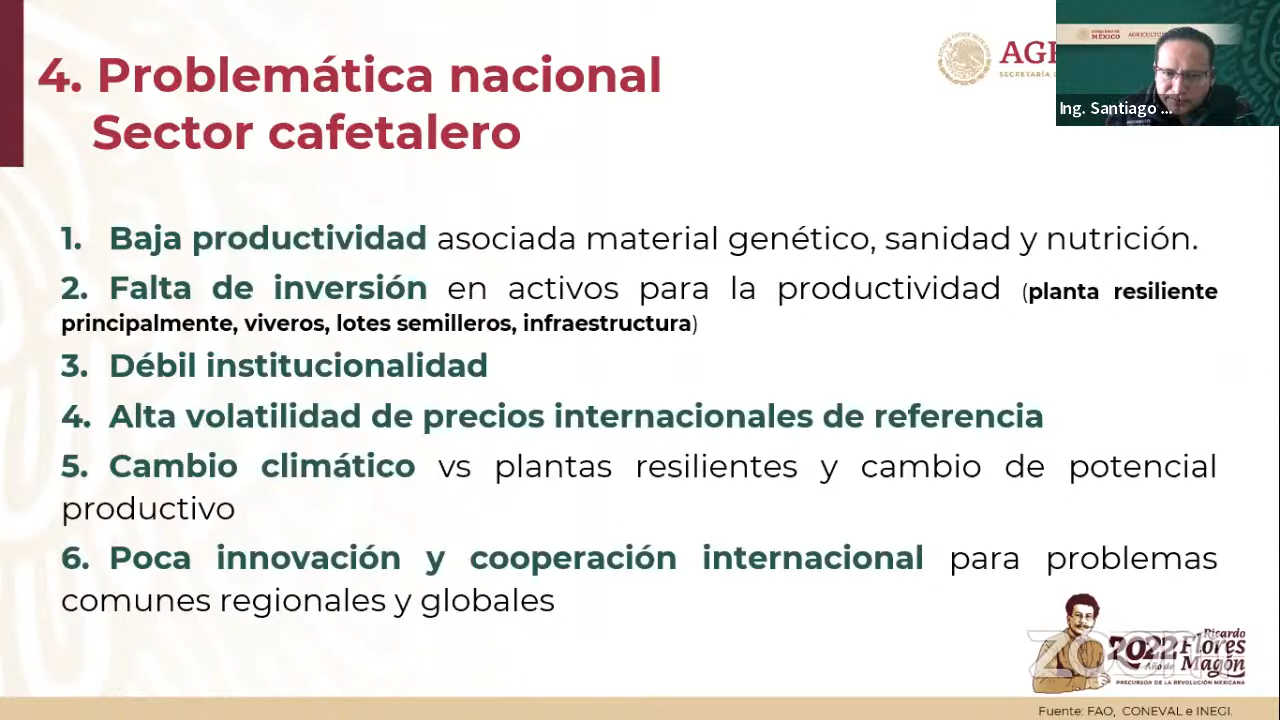 4. Problemática nacional
Sector cafetalero
GOBIERNO DE
MÉXICO
Ing. Santiago ...
1. Baja productividad asociada material genético, sanidad y nutrición.
2. Falta de inversión en activos para la productividad (planta resiliente
principalmente, viveros, lotes semilleros, infraestructura)
3. Débil institucionalidad
4. Alta volatilidad de precios internacionales de referencia
5. Cambio climático vs plantas resilientes y cambio de potencial
productivo
6. Poca innovación y cooperación internacional para problemas
comunes regionales y globales
zoom
2022 Ricardo
Flores
Año de Magón
PRECURSOR DE LA REVOLUCIÓN MEXICANA
Fuente: FAO, CONEVAL e INEGI.